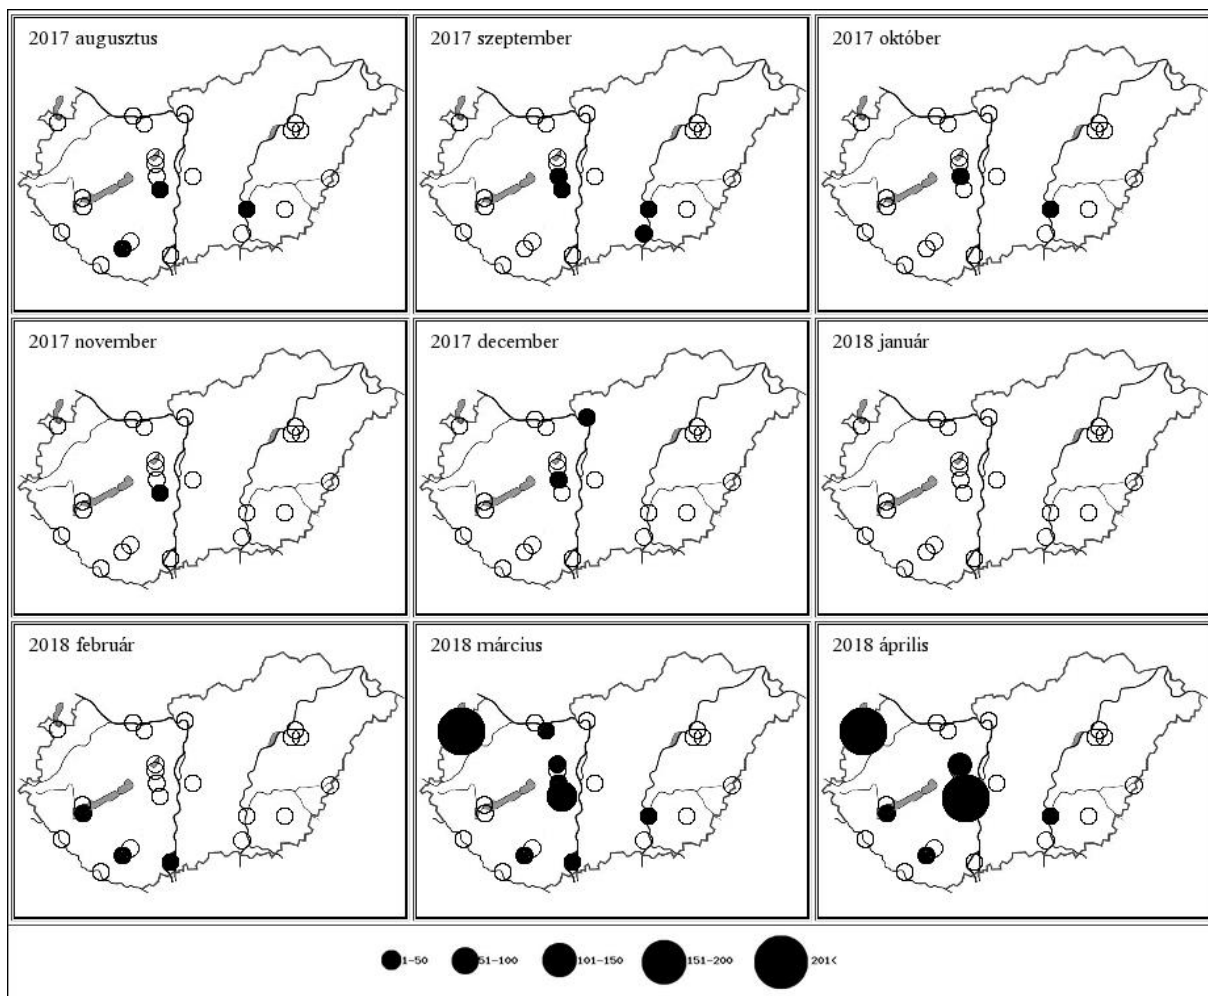 2017 augusztus
2017 szeptember
2017 október
2017 november
2017 december
2018 január
2018 február
2018 március
2018 április
1-50
51-100
101-150
151-200
201<